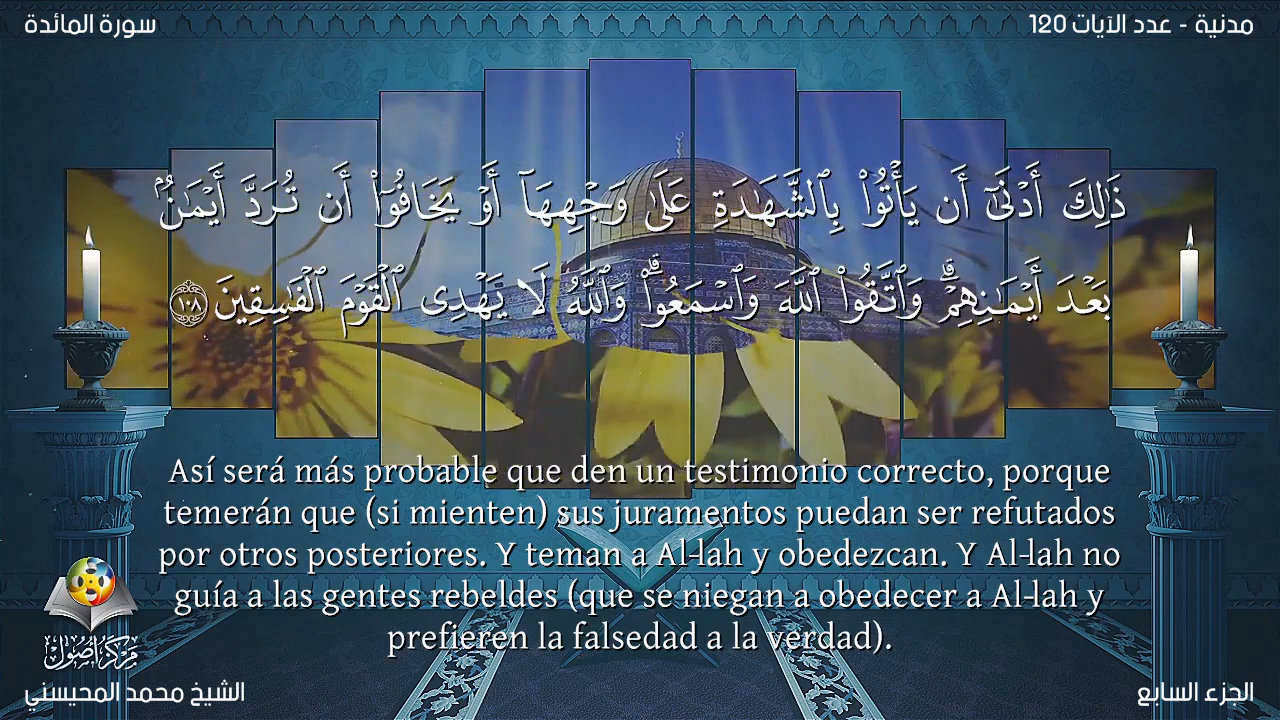 سورة المائدة
مدنية - عدد الآيات 120
ذَٰلِكَ أَدْنَىٰٓ أَن يَأْتُوا۟ بِٱلشَّهَٰدَةِ عَلَىٰ وَجْهِهَآ أَوْ يَخَافُوٓا۟ أَن تُرَدَّ أَيْمَٰنٌۢ
بَعْدَ أَيْمَٰنِهِمْ ۗ وَٱتَّقُوا۟ ٱللَّهَ وَٱسْمَعُوا۟ ۗ وَٱللَّهُ لَا يَهْدِى ٱلْقَوْمَ ٱلْفَٰسِقِينَ ١٠٨
Así será más probable que den un testimonio correcto, porque
temerán que (si mienten) sus juramentos puedan ser refutados
por otros posteriores. Y teman a Al-lah y obedezcan. Y Al-lah no
guía a las gentes rebeldes (que se niegan a obedecer a Al-lah y
prefieren la falsedad a la verdad).
مركز أصول
الشيخ محمد المحيسني
الجزء السابع